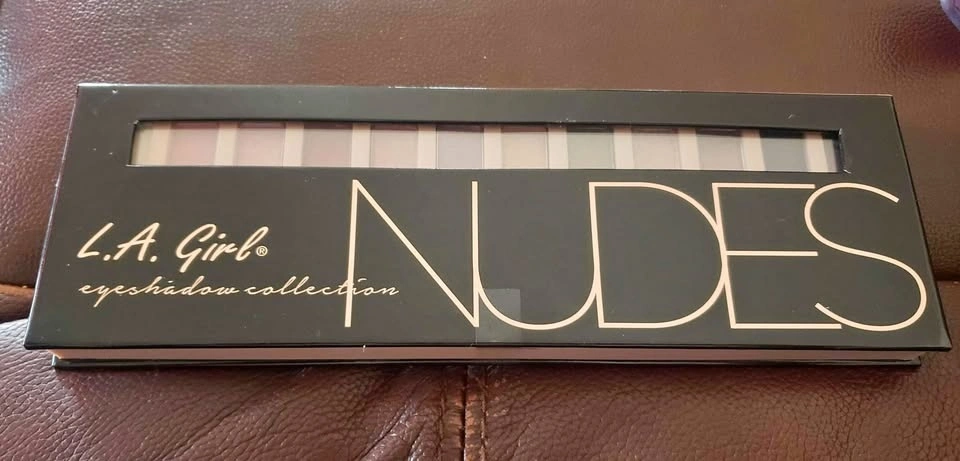 L.A. Girl®
eyeshadow collection
NUDES